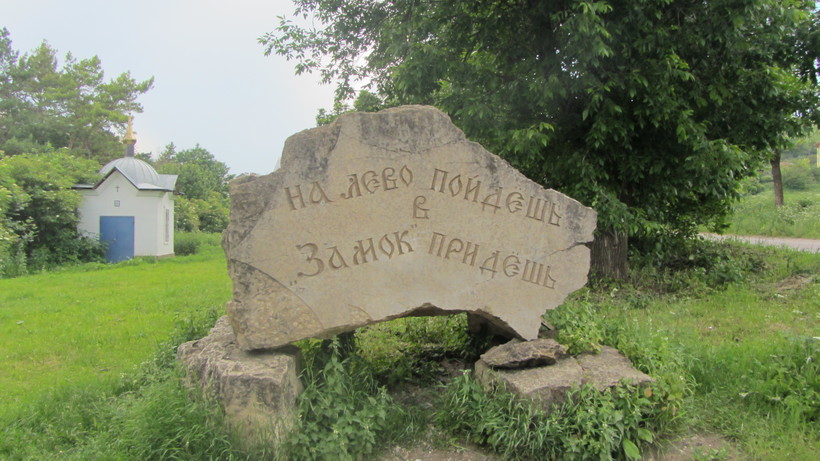 НА ЛЕВО ПОЙДЕШЬ
В
"ЗАМОК" ПРИДЕШЬ